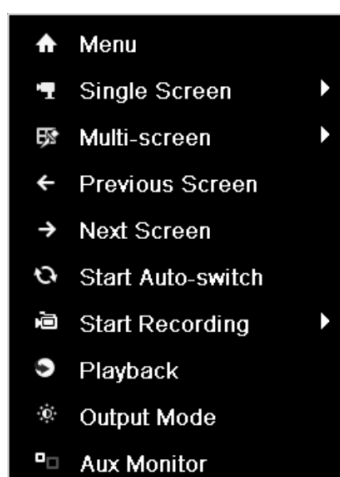 Menu
Single Screen
Multi-screen
Previous Screen
Next Screen
Start Auto-switch
Start Recording
Playback
Output Mode
Aux Monitor